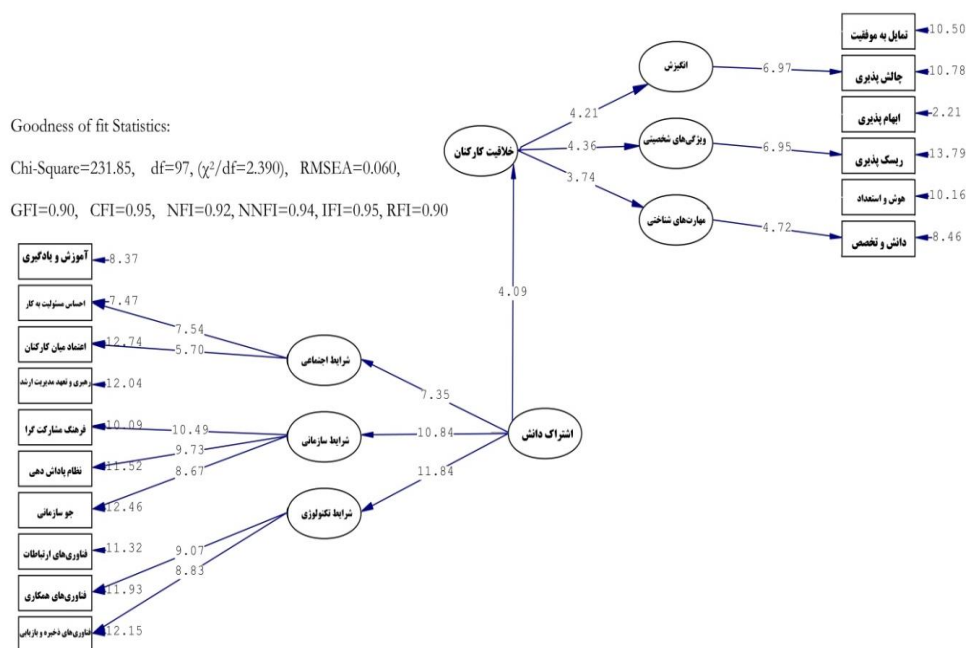 تمایل به موفقیت
10.50
انگیزش
6.97
چالش پذیری
10.78
4.21
ابهام پذیری
2.21
Goodness of fit Statistics:
خلاقیت کارکنان
4.36
ویژگی‌های شخصیتی
6.95
ریسک پذیری
13.79
Chi-Square=231.85, df=97, (χ²/df=2.390), RMSEA=0.060,
3.74
هوش و استعداد
10.16
GFI=0.90, CFI=0.95, NFI=0.92, NNFI=0.94, IFI=0.95, RFI=0.90
مهارت‌های شناختی
4.72
دانش و تخصص
8.46
آموزش و یادگیری
8.37
4.09
احساس مسئولیت به کار
7.47
7.54
اعتماد میان کارکنان
12.74
5.70
شرایط اجتماعی
رهبری و تعهد مدیریت ارشد
12.04
7.35
فرهنگ مشارکت گرا
10.09
10.49
شرایط سازمانی
10.84
اشتراک دانش
نظام پاداش دهی
11.52
9.73
8.67
11.84
جو سازمانی
12.46
شرایط تکنولوژی
فناوری‌های ارتباطات
11.32
9.07
8.83
فناوری‌های همکاری
11.93
فناوری‌های ذخیره و بازیابی
12.15